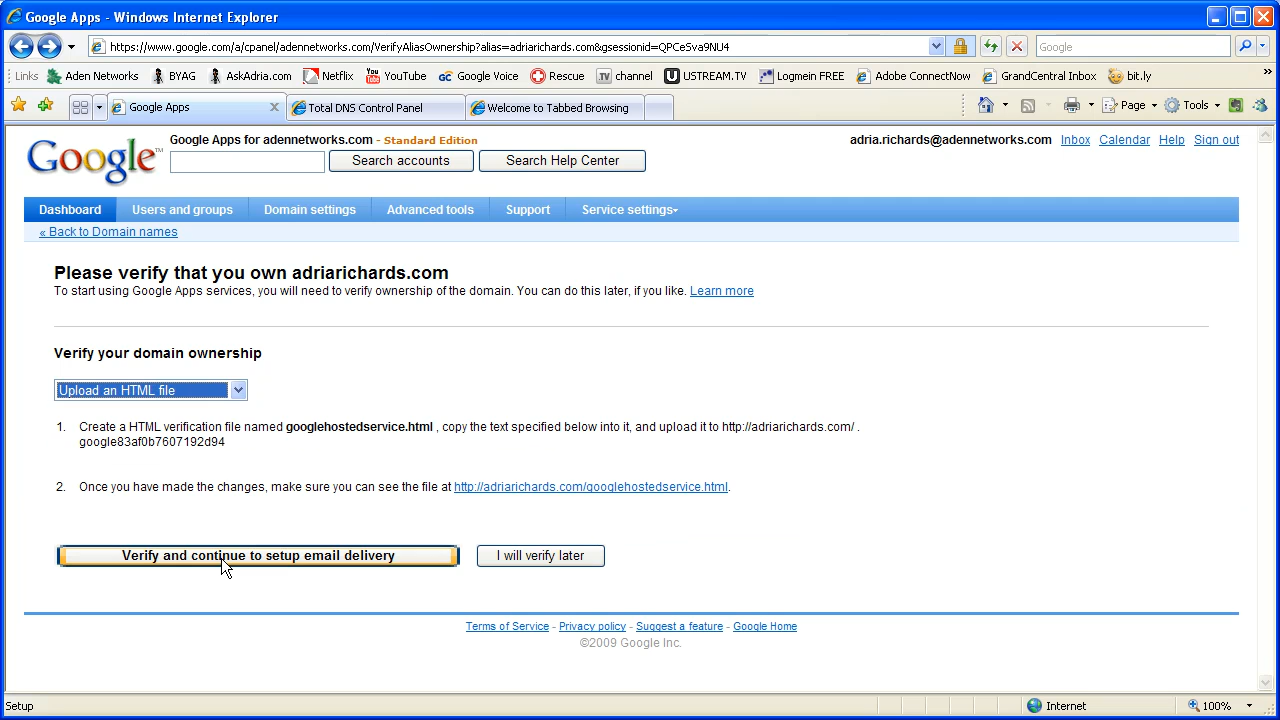 Google Apps - Windows Internet Explorer
https://www.google.com/a/cpanel/adennetworks.com/VerifyAliasOwnership?alias=adriarichards.com&gsessionid=QPCeSva9NU4
Google
Links Aden Networks BYAG AskAdria.com Netflix YouTube Google Voice Rescue channel USTREAM.TV Logmein FREE Adobe ConnectNow GrandCentral Inbox bit.ly »
Google Apps Total DNS Control Panel Welcome to Tabbed Browsing Page Tools
Google™
Google Apps for adennetworks.com - Standard Edition
adria.richards@adennetworks.com Inbox Calendar Help Sign out
Search accounts Search Help Center
Dashboard Users and groups Domain settings Advanced tools Support Service settings
« Back to Domain names
Please verify that you own adriarichards.com
To start using Google Apps services, you will need to verify ownership of the domain. You can do this later, if you like. Learn more
Verify your domain ownership
Upload an HTML file
1. Create a HTML verification file named googlehostedservice.html , copy the text specified below into it, and upload it to http://adriarichards.com/ .
google83af0b7607192d94
2. Once you have made the changes, make sure you can see the file at http://adriarichards.com/googlehostedservice.html.
Verify and continue to setup email delivery I will verify later
Terms of Service - Privacy policy - Suggest a feature - Google Home
©2009 Google Inc.
Setup Internet 100%